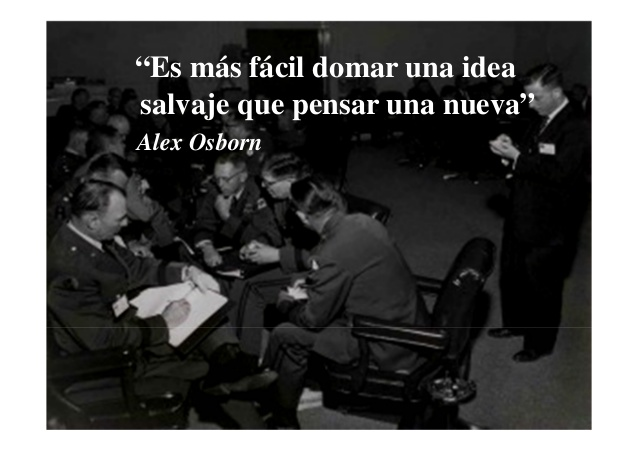 “Es más fácil domar una idea
salvaje que pensar una nueva”
Alex Osborn